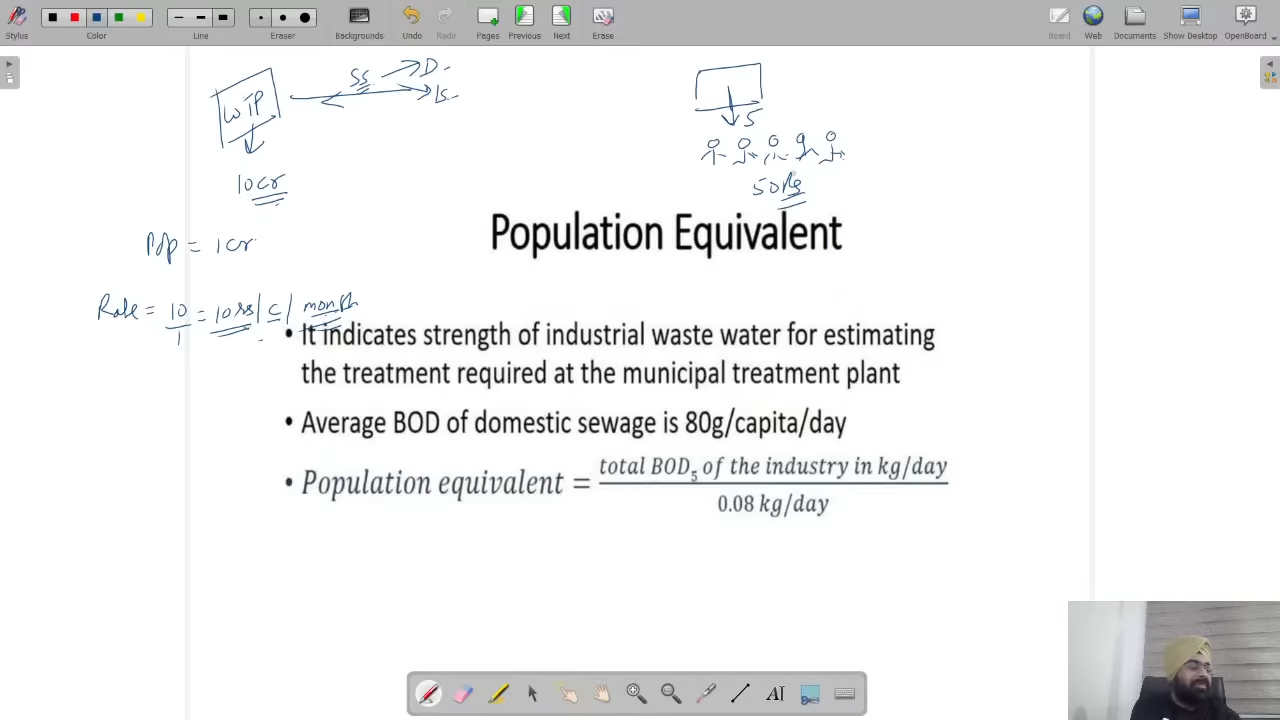 Stylus
Color
Line
Eraser
Backgrounds
Undo
Redo
Pages
Previous
Next
Erase
Board
Web
Documents
Show Desktop
OpenBoard
WTP
SS
D
Is
10cr
S
50Rs
Pop = 1cr
Rate = 10/1 = 10rs/c/month
Population Equivalent
• It indicates strength of industrial waste water for estimating
the treatment required at the municipal treatment plant
• Average BOD of domestic sewage is 80g/capita/day
• Population equivalent = total BOD₅ of the industry in kg/day
0.08 kg/day